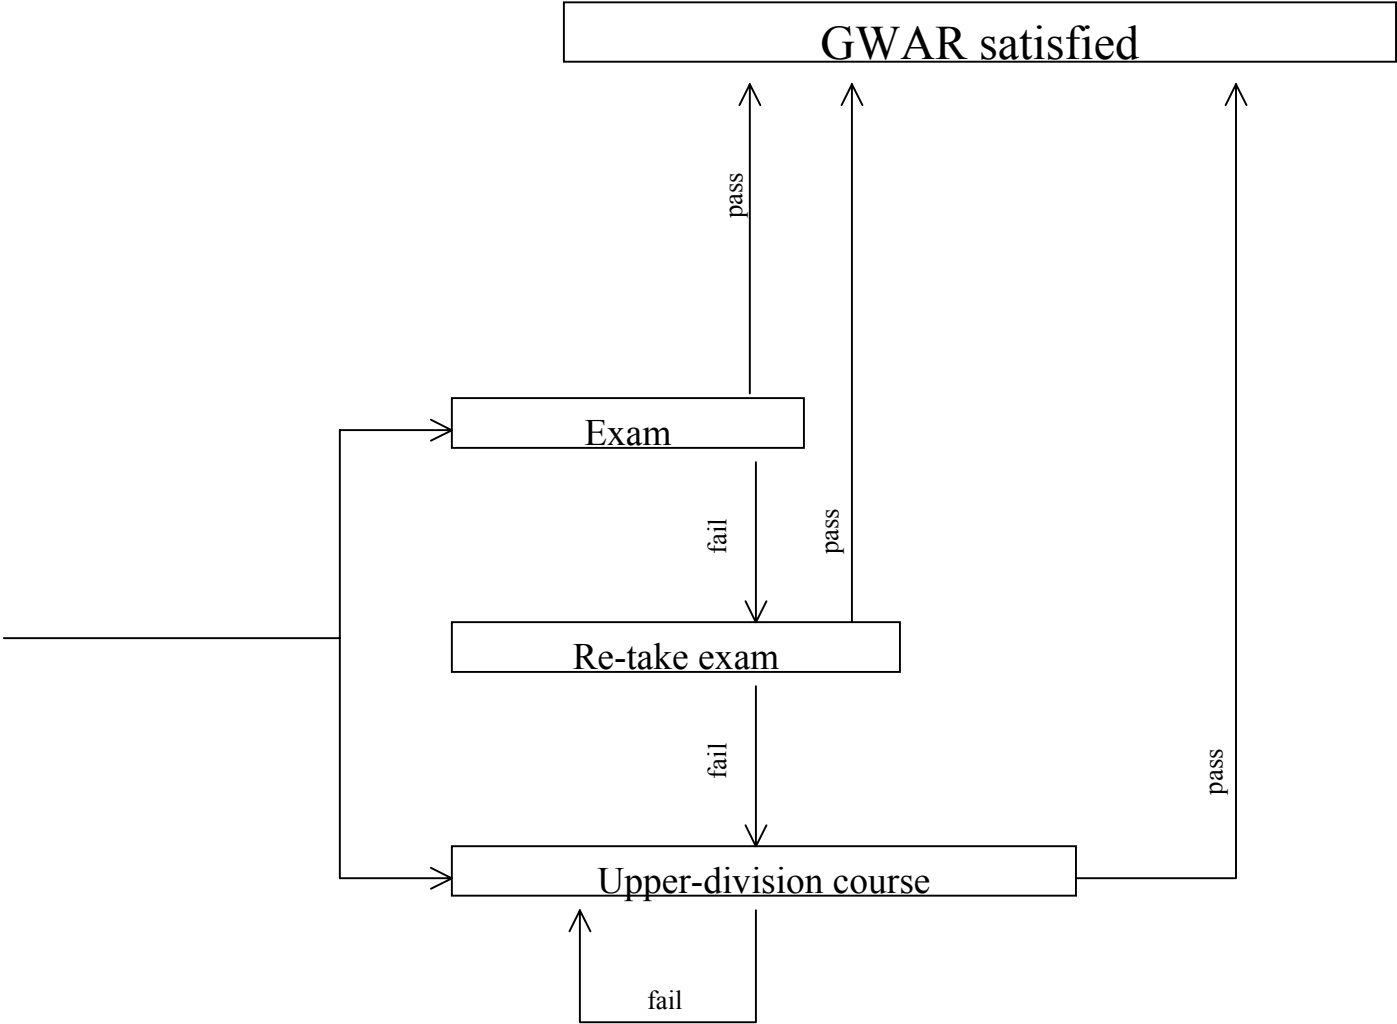 GWAR satisfied
pass
Exam
fail
pass
Re-take exam
fail
pass
Upper-division course
fail